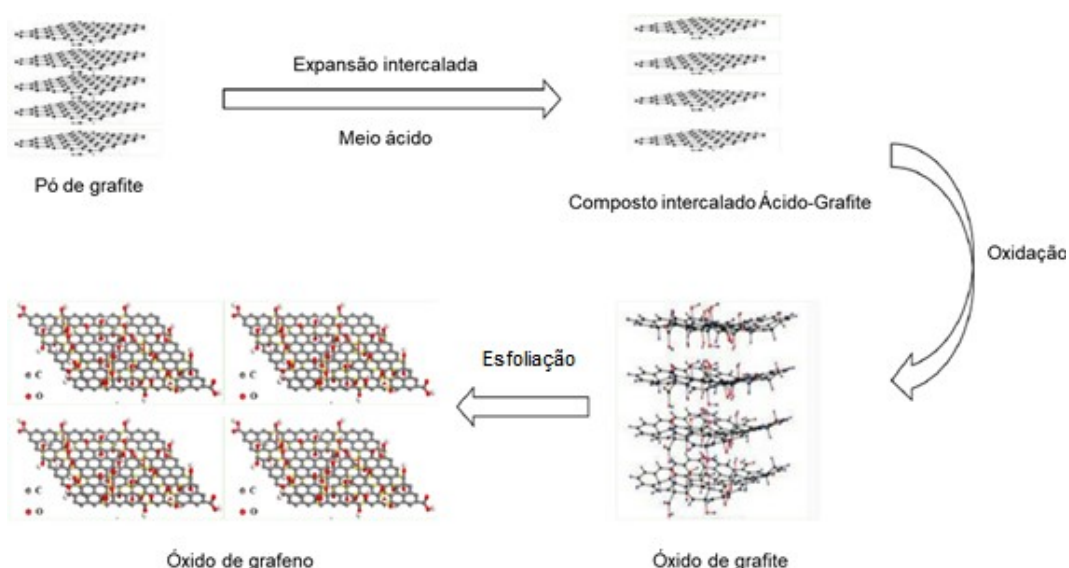 Expansão intercalada
Meio ácido
Pó de grafite
Composto intercalado Ácido-Grafite
Oxidação
Esfoliação
C
O
C
O
C
O
C
O
Óxido de grafeno
Óxido de grafite